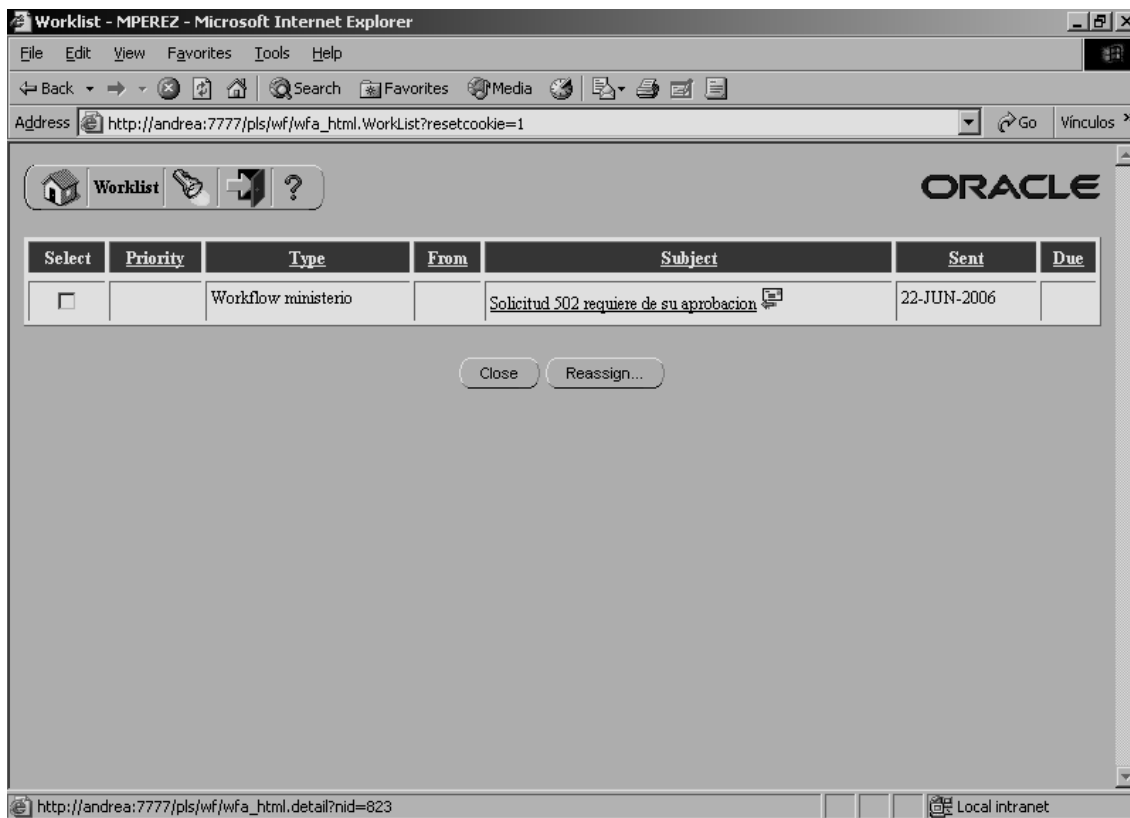 Worklist - MPEREZ - Microsoft Internet Explorer
File Edit View Favorites Tools Help
Back Search Favorites Media
Address http://andrea:7777/pls/wf/wfa_html.WorkList?resetcookie=1 Go Vínculos »
Worklist ? ORACLE
Select Priority Type From Subject Sent Due
Workflow ministerio Solicitud 502 requiere de su aprobacion 22-JUN-2006
Close Reassign...
http://andrea:7777/pls/wf/wfa_html.detail?nid=823 Local intranet